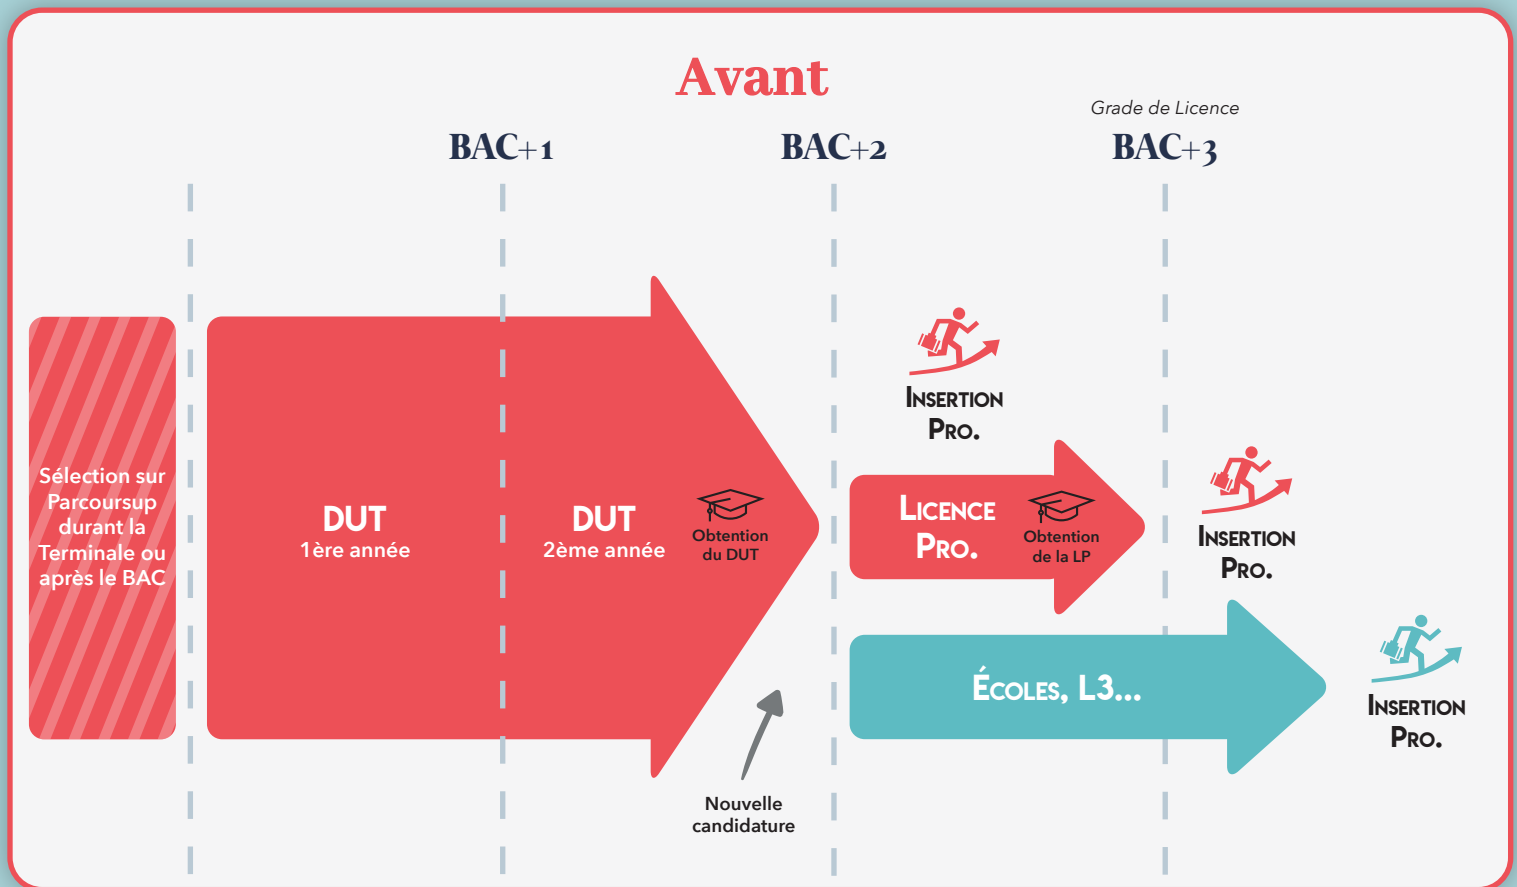 Avant
Grade de Licence
BAC+1
BAC+2
BAC+3
Sélection sur
Parcoursup
durant la
Terminale ou
après le BAC
DUT
1ère année
DUT
2ème année
Obtention
du DUT
Nouvelle
candidature
INSERTION
PRO.
LICENCE
PRO.
Obtention
de la LP
INSERTION
PRO.
ÉCOLES, L3...
INSERTION
PRO.